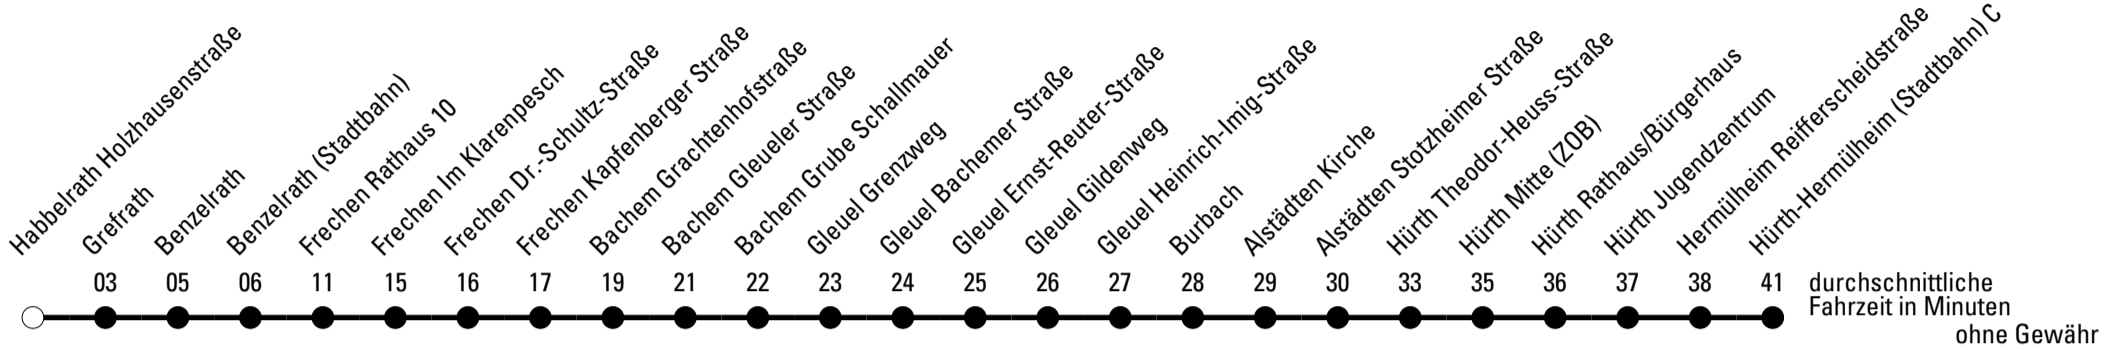 Habbelrath Holzhausenstraße
Grefrath
Benzelrath
Benzelrath (Stadtbahn)
Frechen Rathaus 10
Frechen Im Klarenpesch
Frechen Dr.-Schultz-Straße
Frechen Kapfenberger Straße
Bachem Grachtenhofstraße
Bachem Gleueler Straße
Bachem Grube Schallmauer
Gleuel Grenzweg
Gleuel Bachemer Straße
Gleuel Ernst-Reuter-Straße
Gleuel Gildenweg
Gleuel Heinrich-Imig-Straße
Burbach
Alstädten Kirche
Alstädten Stotzheimer Straße
Hürth Theodor-Heuss-Straße
Hürth Mitte (ZOB)
Hürth Rathaus/Bürgerhaus
Hürth Jugendzentrum
Hermülheim Reifferscheidstraße
Hürth-Hermülheim (Stadtbahn) C
03 05 06 11 15 16 17 19 21 22 23 24 25 26 27 28 29 30 33 35 36 37 38 41 durchschnittliche
Fahrzeit in Minuten
ohne Gewähr